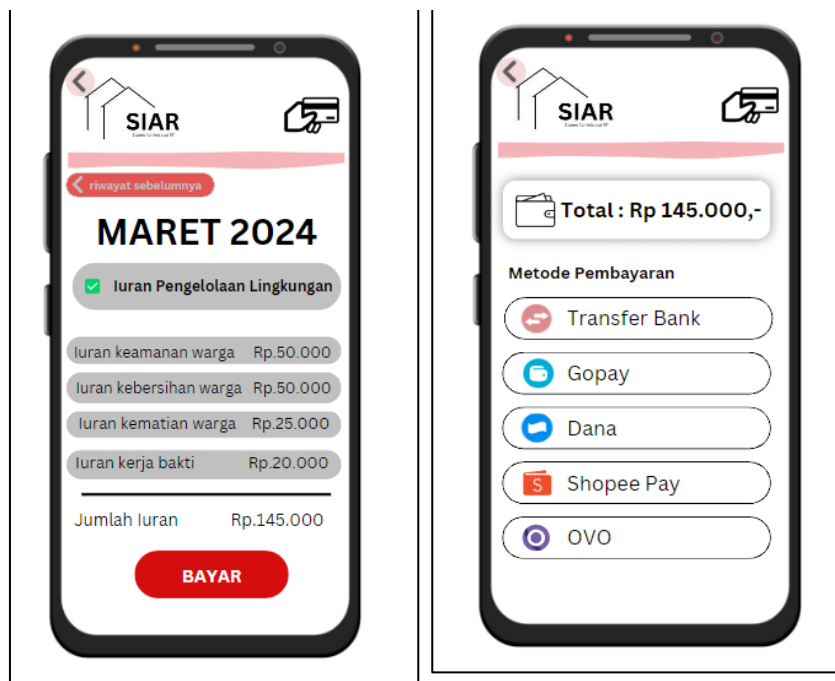 SIAR
riwayat sebelumnya
MARET 2024
Iuran Pengelolaan Lingkungan
Iuran keamanan warga Rp.50.000
Iuran kebersihan warga Rp.50.000
Iuran kematian warga Rp.25.000
Iuran kerja bakti Rp.20.000
Jumlah Iuran Rp.145.000
BAYAR
SIAR
Total : Rp 145.000,-
Metode Pembayaran
Transfer Bank
Gopay
Dana
S Shopee Pay
OVO